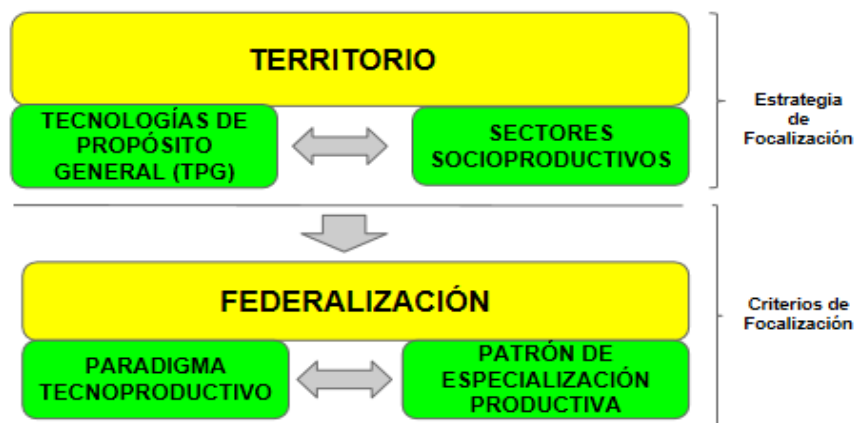 TERRITORIO
TECNOLOGÍAS DE
PROPÓSITO
GENERAL (TPG)
SECTORES
SOCIOPRODUCTIVOS
Estrategia
de
Focalización
FEDERALIZACIÓN
PARADIGMA
TECNOPRODUCTIVO
PATRÓN DE
ESPECIALIZACIÓN
PRODUCTIVA
Criterios de
Focalización